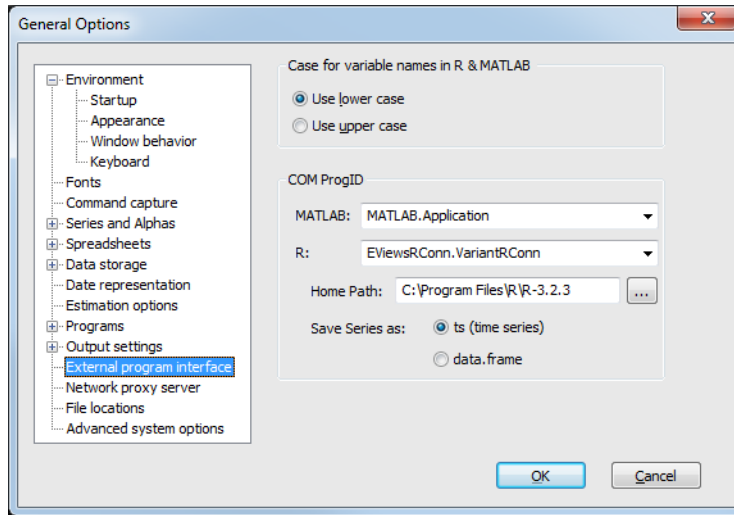 General Options
Environment
Startup
Appearance
Window behavior
Keyboard
Fonts
Command capture
Series and Alphas
Spreadsheets
Data storage
Date representation
Estimation options
Programs
Output settings
External program interface
Network proxy server
File locations
Advanced system options
Case for variable names in R & MATLAB
Use lower case
Use upper case
COM ProgID
MATLAB: MATLAB.Application
R: EViewsRConn.VariantRConn
Home Path: C:\Program Files\R\R-3.2.3 ...
Save Series as: ts (time series)
data.frame
OK Cancel